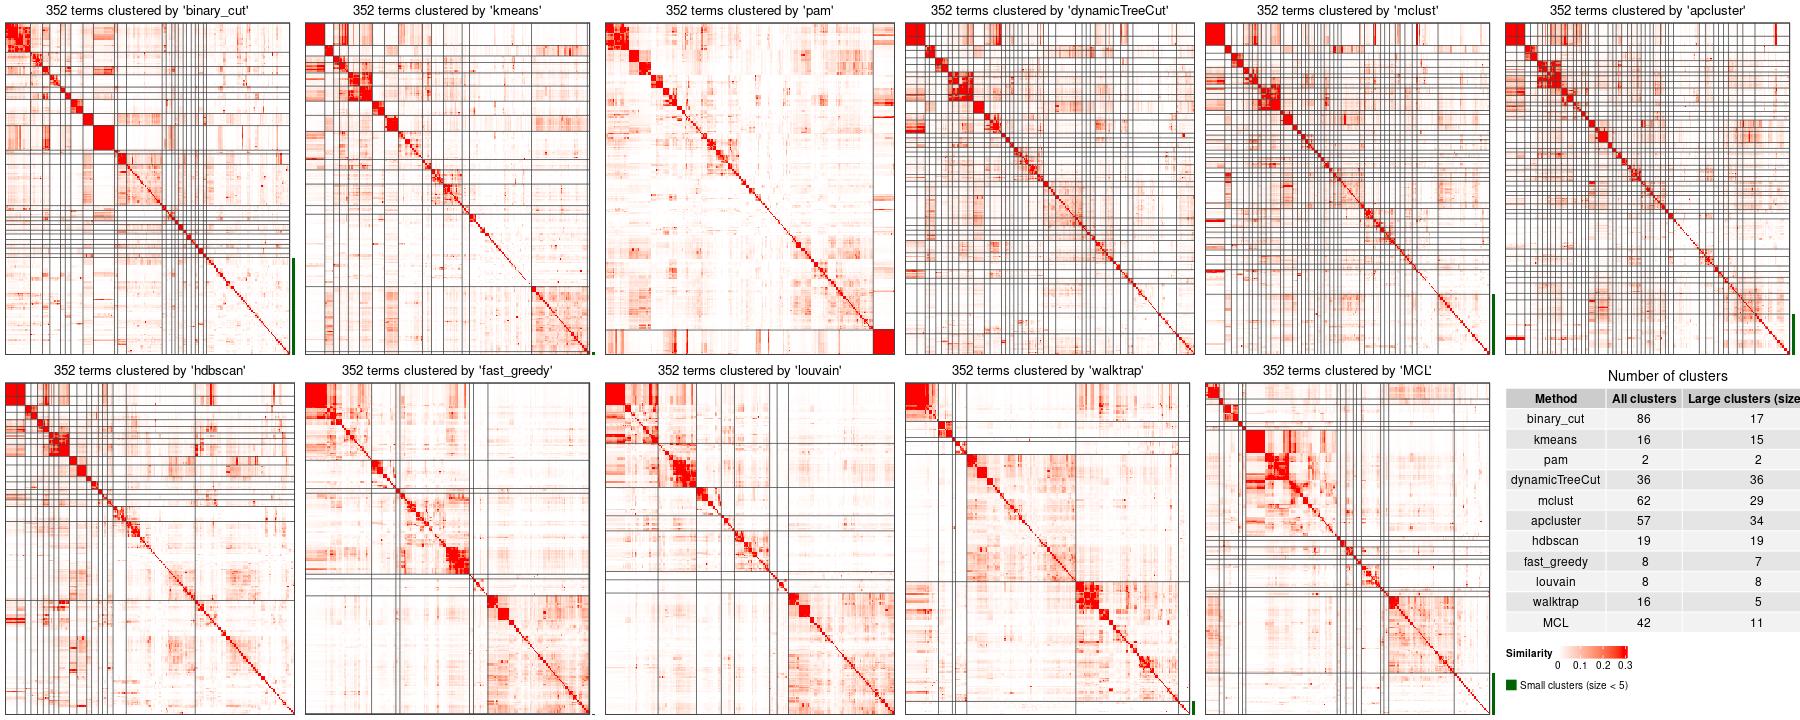 352 terms clustered by 'binary_cut'
352 terms clustered by 'kmeans'
352 terms clustered by 'pam'
352 terms clustered by 'dynamicTreeCut'
352 terms clustered by 'mclust'
352 terms clustered by 'apcluster'
352 terms clustered by 'hdbscan'
352 terms clustered by 'fast_greedy'
352 terms clustered by 'louvain'
352 terms clustered by 'walktrap'
352 terms clustered by 'MCL'
Number of clusters
Method All clusters Large clusters (size
binary_cut 86 17
kmeans 16 15
pam 2 2
dynamicTreeCut 36 36
mclust 62 29
apcluster 57 34
hdbscan 19 19
fast_greedy 8 7
louvain 8 8
walktrap 16 5
MCL 42 11
Similarity
0 0.1 0.2 0.3
Small clusters (size < 5)